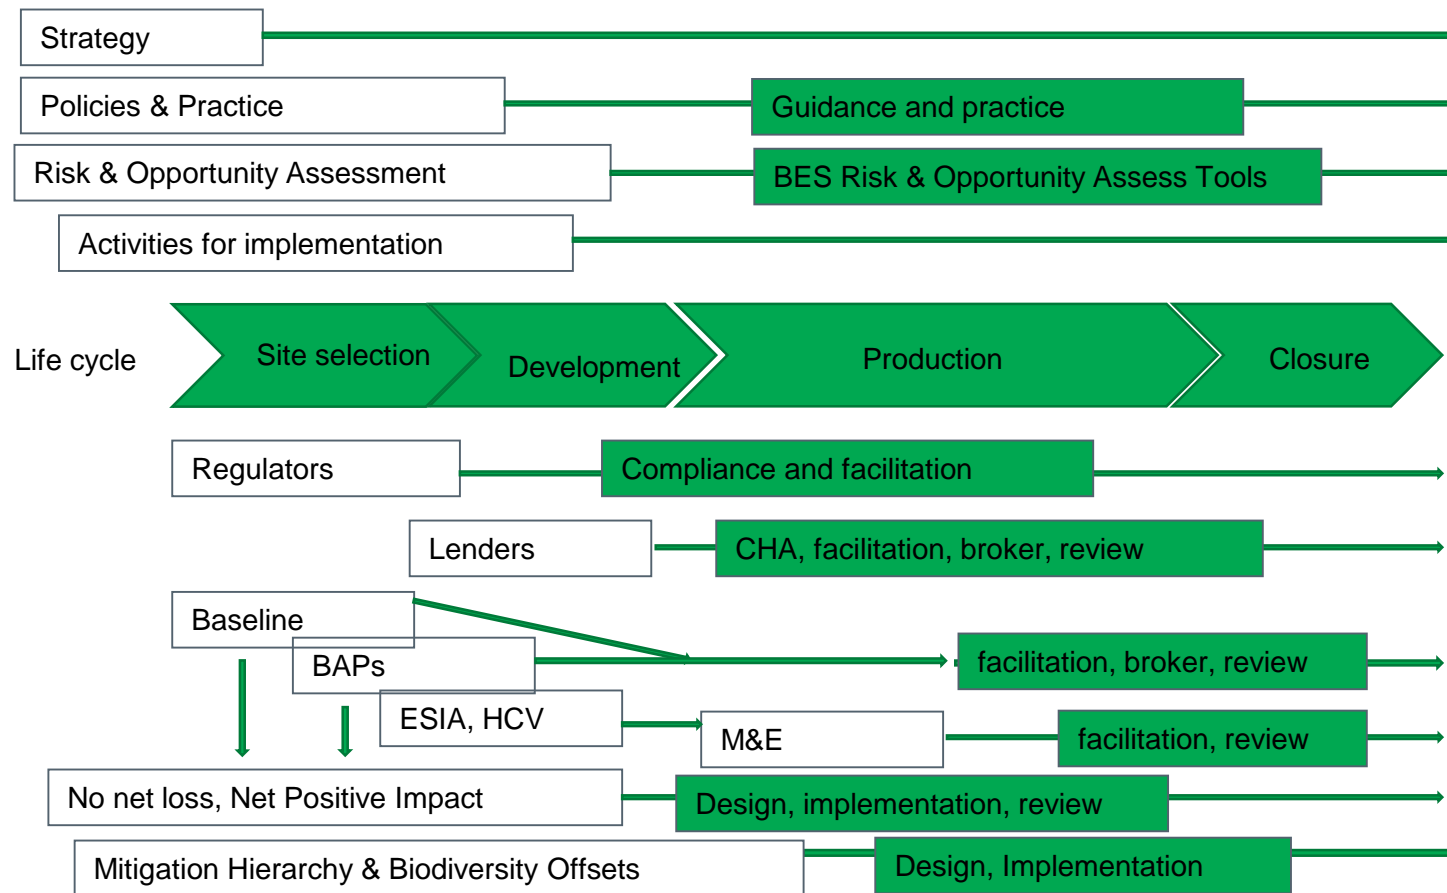 Strategy
Policies & Practice
Guidance and practice
Risk & Opportunity Assessment
BES Risk & Opportunity Assess Tools
Activities for implementation
Life cycle
Site selection
Development
Production
Closure
Regulators
Compliance and facilitation
Lenders
CHA, facilitation, broker, review
Baseline
BAPs
facilitation, broker, review
ESIA, HCV
M&E
facilitation, review
No net loss, Net Positive Impact
Design, implementation, review
Mitigation Hierarchy & Biodiversity Offsets
Design, Implementation